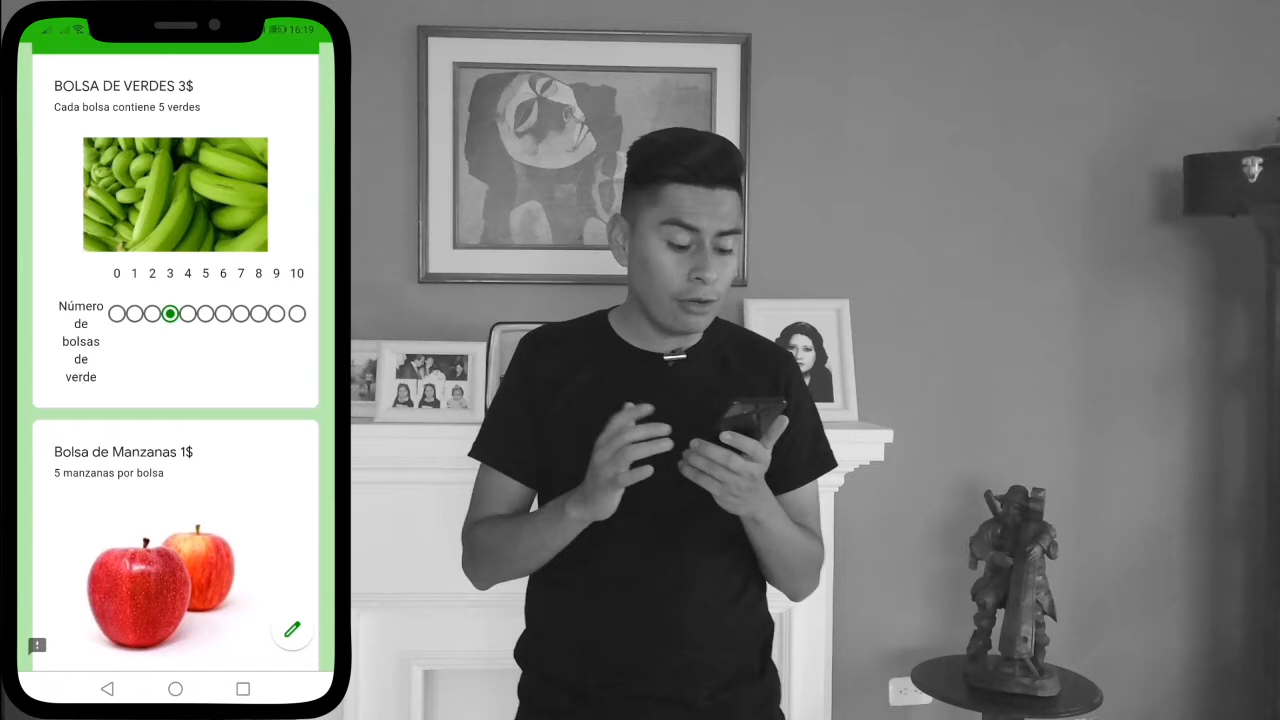 16:19
BOLSA DE VERDES 3$
Cada bolsa contiene 5 verdes
0 1 2 3 4 5 6 7 8 9 10
Número
de
bolsas
de
verde
Bolsa de Manzanas 1$
5 manzanas por bolsa